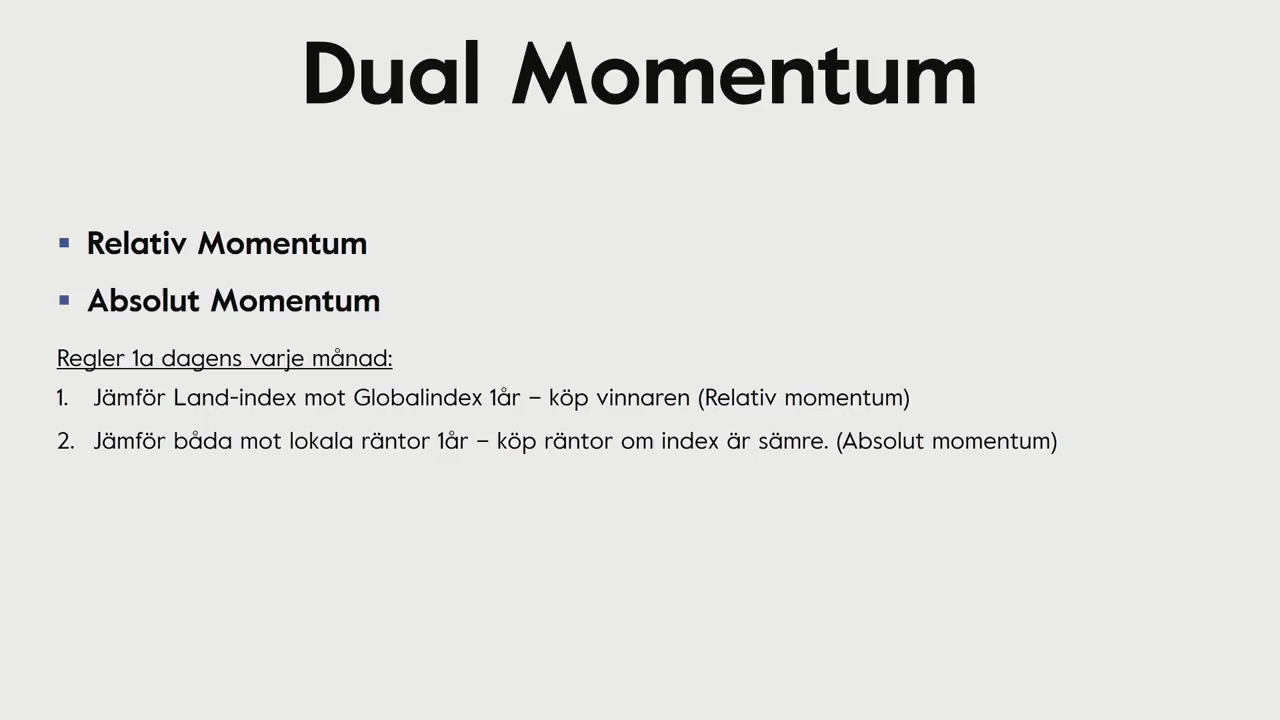 Dual Momentum
▪ Relativ Momentum
▪ Absolut Momentum
Regler 1a dagens varje månad:
1. Jämför Land-index mot Globalindex 1år – köp vinnaren (Relativ momentum)
2. Jämför båda mot lokala räntor 1år – köp räntor om index är sämre. (Absolut momentum)